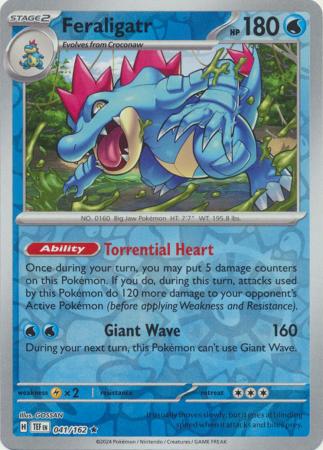 STAGE2
Feraligatr
HP 180
Evolves from Croconaw
NO. 0160 Big Jaw Pokémon HT: 7'7" WT: 195.8 lbs.
Ability Torrential Heart
Once during your turn, you may put 5 damage counters
on this Pokémon. If you do, during this turn, attacks used
by this Pokémon do 120 more damage to your opponent's
Active Pokémon (before applying Weakness and Resistance).
Giant Wave 160
During your next turn, this Pokémon can't use Giant Wave.
weakness ×2 resistance retreat
Illus. GOSSAN
It usually moves slowly, but it goes at blinding
speed when it attacks and bites prey.
H TEF EN 041/162 ★
©2024 Pokémon / Nintendo / Creatures / GAME FREAK